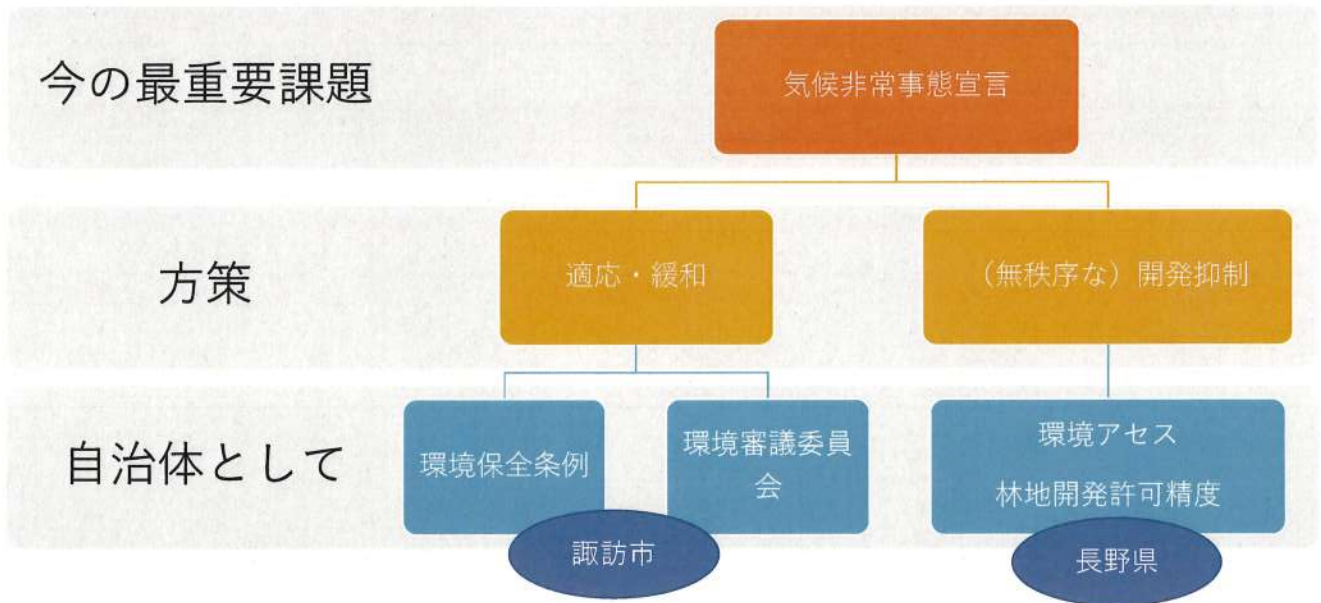 今の最重要課題
気候非常事態宣言
方策
適応・緩和
（無秩序な）開発抑制
自治体として
環境保全条例
環境審議委員
会
環境アセス
林地開発許可精度
諏訪市
長野県